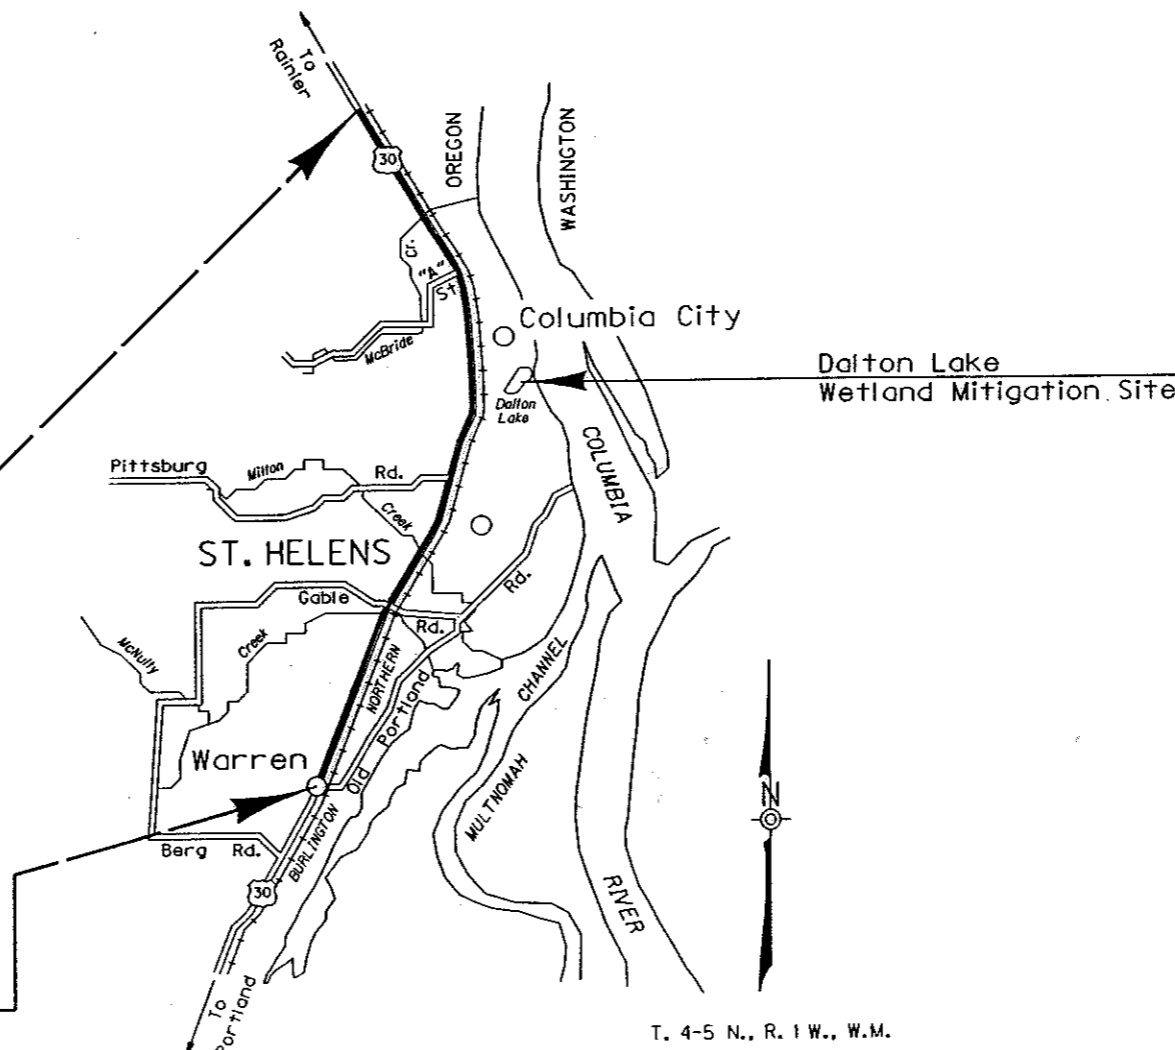 To
Rainier
30
OREGON
WASHINGTON
Cr.
"A"
St
McBride
Columbia City
Dalton
Lake
Dalton Lake
Wetland Mitigation Site
COLUMBIA
Pittsburg
Milton
Rd.
Creek
ST. HELENS
Gable
Rd.
Rd.
McNulty
Creek
NORTHERN
Old Portland
CHANNEL
MULTNOMAH
Warren
BURLINGTON
Berg Rd.
30
RIVER
N
To
Portland
T. 4-5 N., R. 1 W., W.M.